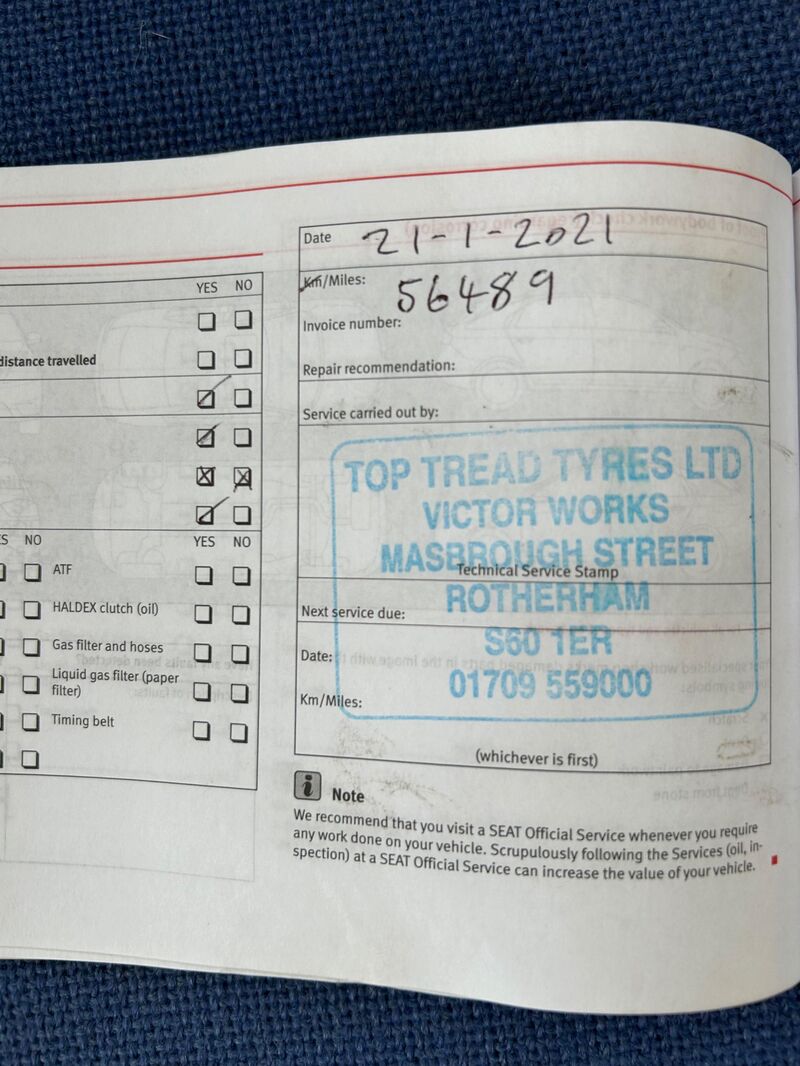 YES NO
distance travelled
S NO
YES NO
ATF
HALDEX clutch (oil)
Gas filter and hoses
Liquid gas filter (paper
filter)
Timing belt
Date 21-1-2021
Km/Miles: 56489
Invoice number:
Repair recommendation:
Service carried out by:
TOP TREAD TYRES LTD
VICTOR WORKS
MASBROUGH STREET
Technical Service Stamp
ROTHERHAM
Next service due:
S60 1ER
Date:
01709 559000
Km/Miles:
(whichever is first)
i Note
We recommend that you visit a SEAT Official Service whenever you require
any work done on your vehicle. Scrupulously following the Services (oil, in-
spection) at a SEAT Official Service can increase the value of your vehicle.